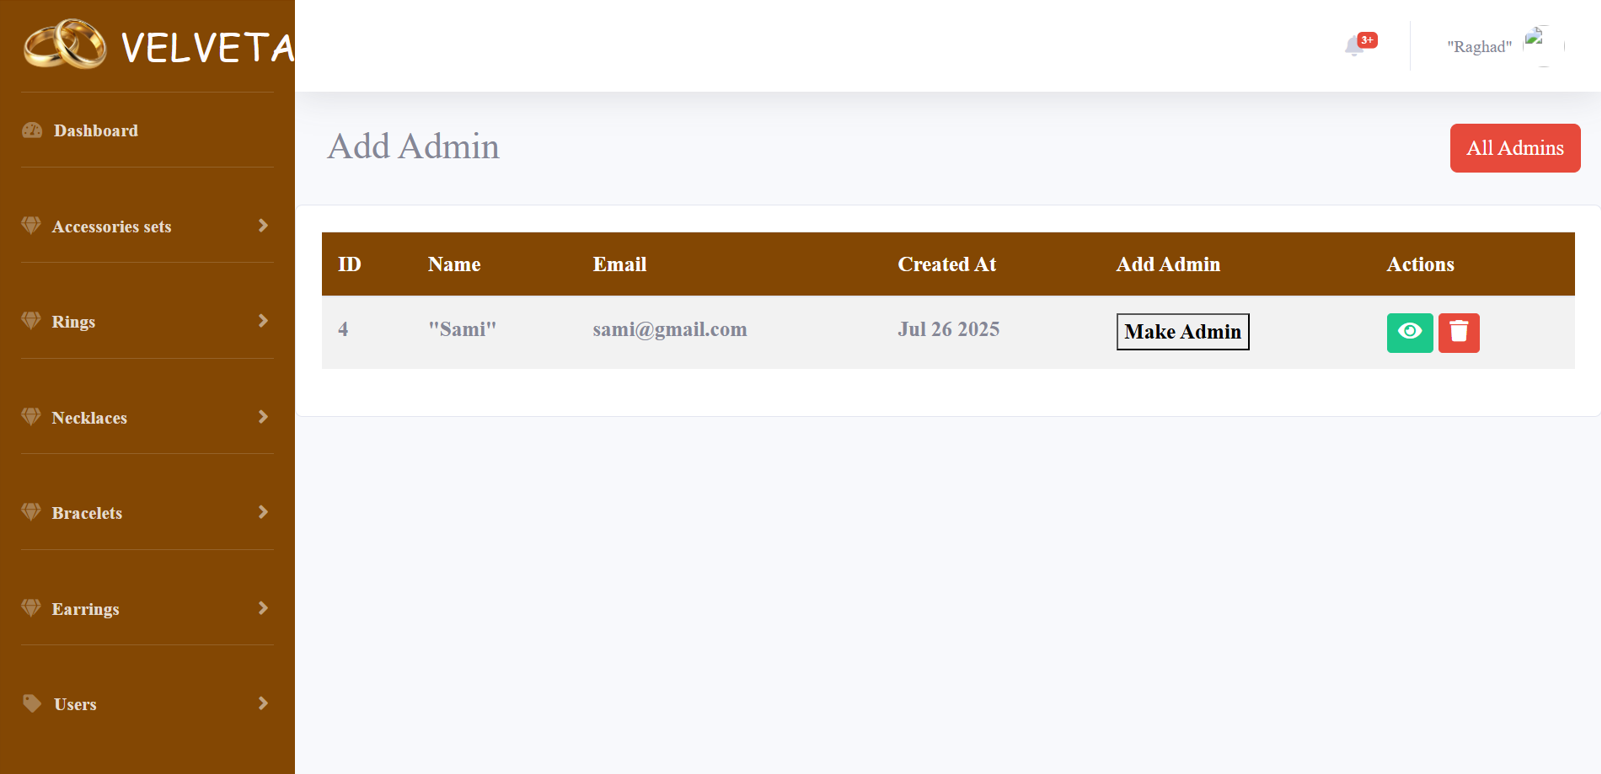 VELVETA
3+
"Raghad"
Dashboard
Add Admin
All Admins
Accessories sets
Rings
Necklaces
Bracelets
Earrings
Users
ID Name Email Created At Add Admin Actions
4 "Sami" sami@gmail.com Jul 26 2025 Make Admin